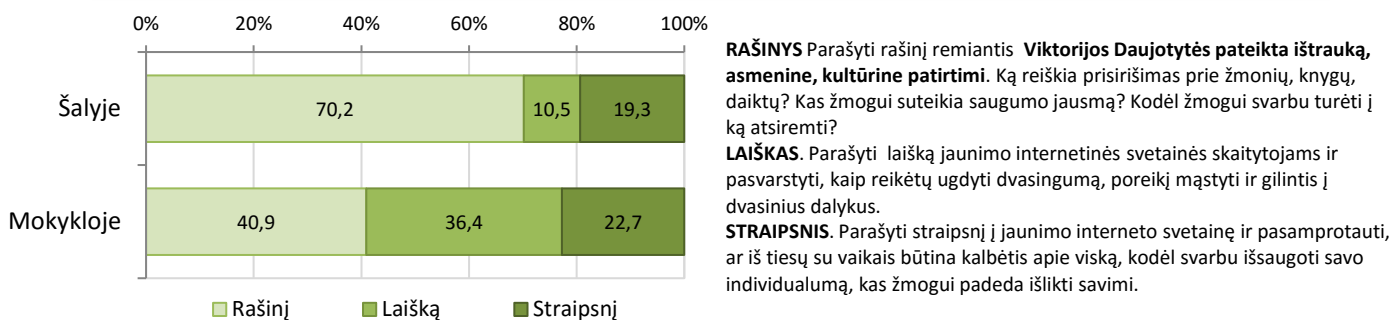 0% 20% 40% 60% 80% 100%
Šalyje 70,2 10,5 19,3
Mokykloje 40,9 36,4 22,7
Rašinį Laišką Straipsnį
RAŠINYS Parašyti rašinį remiantis Viktorijos Daujotytės pateikta ištrauką,
asmenine, kultūrine patirtimi. Ką reiškia prisirišimas prie žmonių, knygų,
daiktų? Kas žmogui suteikia saugumo jausmą? Kodėl žmogui svarbu turėti į
ką atsiremti?
LAIŠKAS. Parašyti laišką jaunimo internetinės svetainės skaitytojams ir
pasvarstyti, kaip reikėtų ugdyti dvasingumą, poreikį mąstyti ir gilintis į
dvasinius dalykus.
STRAIPSNIS. Parašyti straipsnį į jaunimo interneto svetainę ir pasamprotauti,
ar iš tiesų su vaikais būtina kalbėtis apie viską, kodėl svarbu išsaugoti savo
individualumą, kas žmogui padeda išlikti savimi.